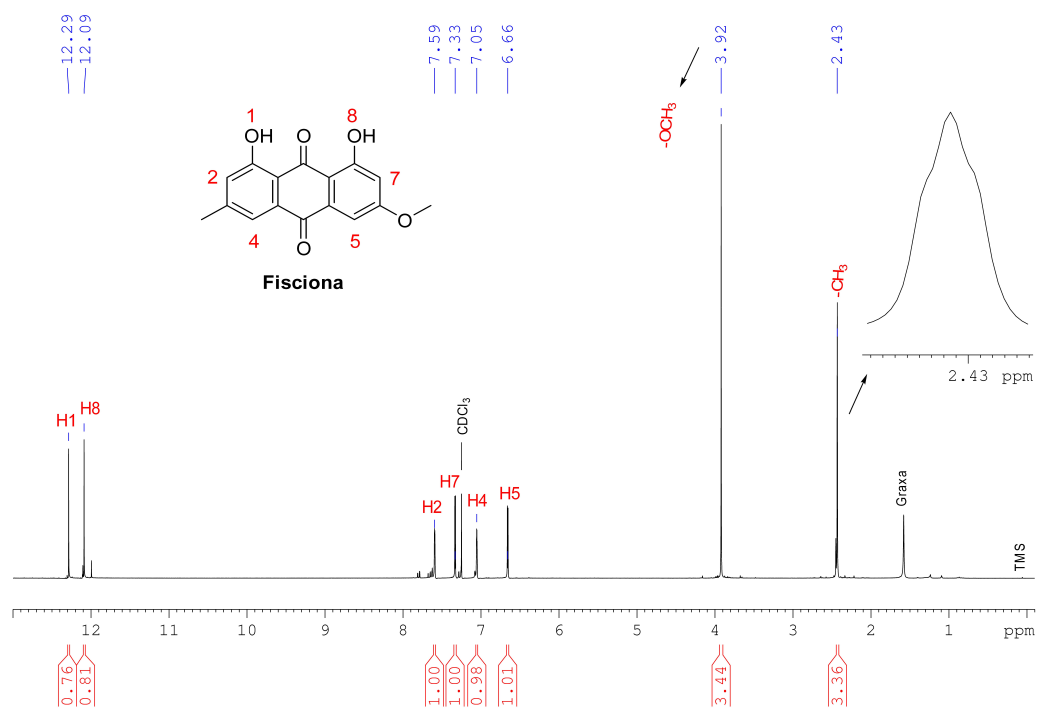 12.29
12.09
7.59
7.33
7.05
6.66
3.92
2.43
-OCH₃
1
8
OH
O
OH
2
7
O
4
5
O
Fisciona
-CH₃
2.43 ppm
H1
H8
CDCl₃
H2
H7
H4
H5
Graxa
TMS
12 11 10 9 8 7 6 5 4 3 2 1 ppm
0.76
0.81
1.00
1.00
0.98
1.01
3.44
3.36